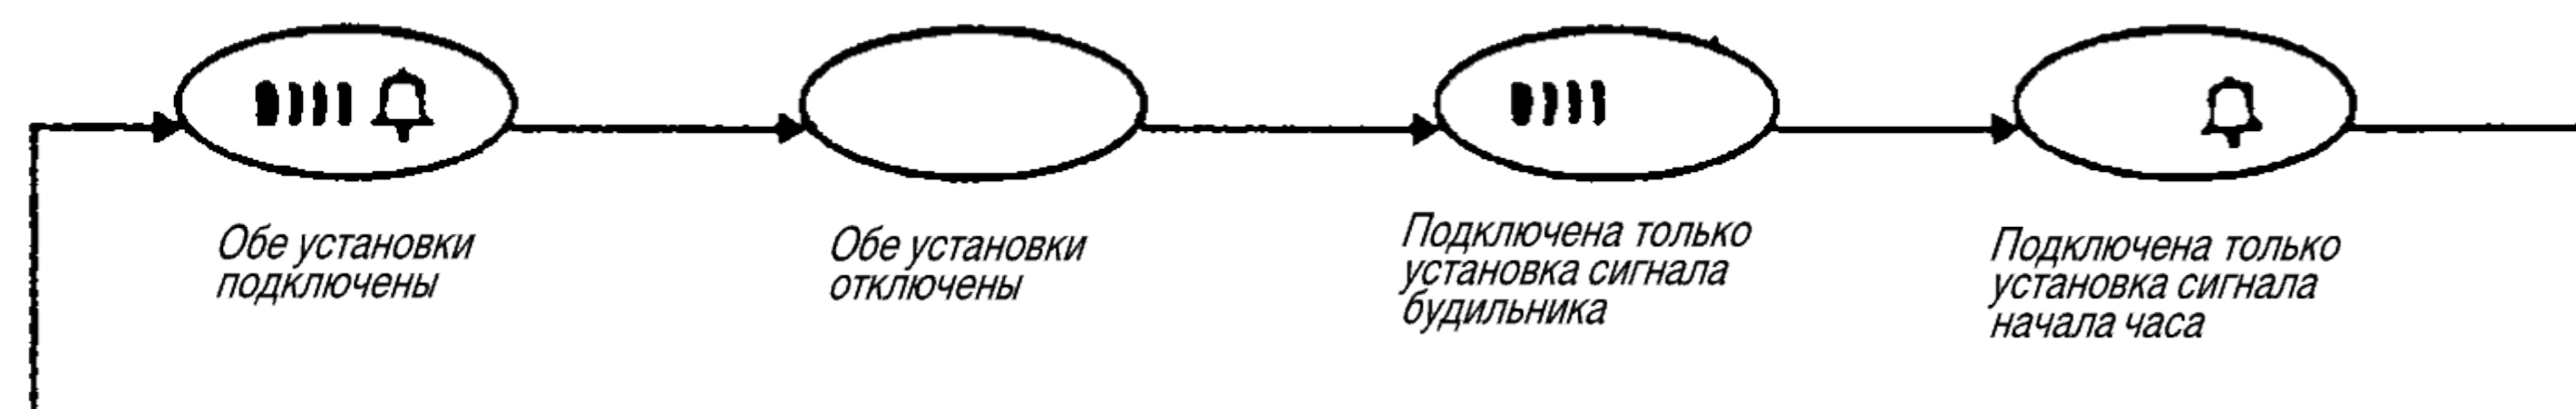 Обе установки
подключены
Обе установки
отключены
Подключена только
установка сигнала
будильника
Подключена только
установка сигнала
начала часа